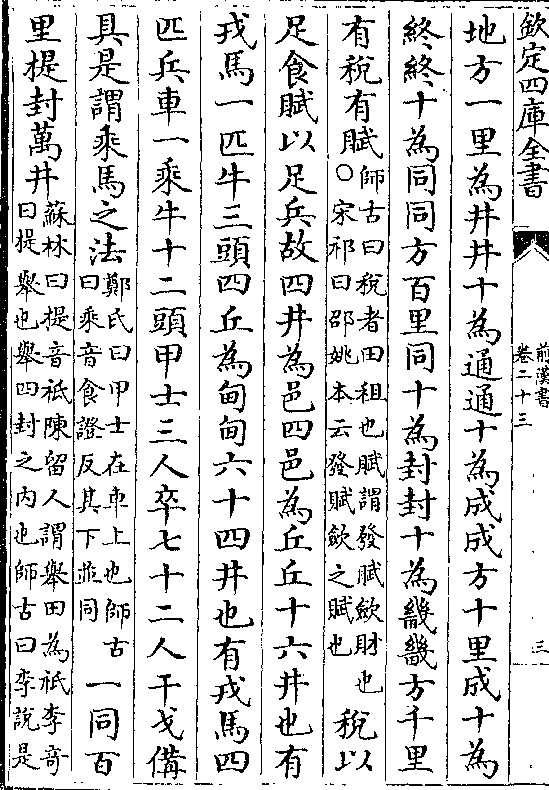 欽定四庫全書
前漢書
卷二十三
三
地方一里為井井十為通通十為成成方十里成十為
終終十為同同方百里同十為封封十為畿畿方千里
有稅有賦師古曰稅者田租也賦謂發賦斂財也
○宋祁曰邵姚本云發賦斂之賦也稅以
足食賦以足兵故四井為邑四邑為丘丘十六井也有
戎馬一匹牛三頭四丘為甸甸六十四井也有戎馬四
匹兵車一乘牛十二頭甲士三人卒七十二人干戈備
具是謂乘馬之法鄭氏曰甲士在車上也師古
曰乘音食證反其下並同一同百
里提封萬井蘇林曰提音祗陳留人謂舉田為祗李奇
曰提舉也舉四封之內也師古曰李說是